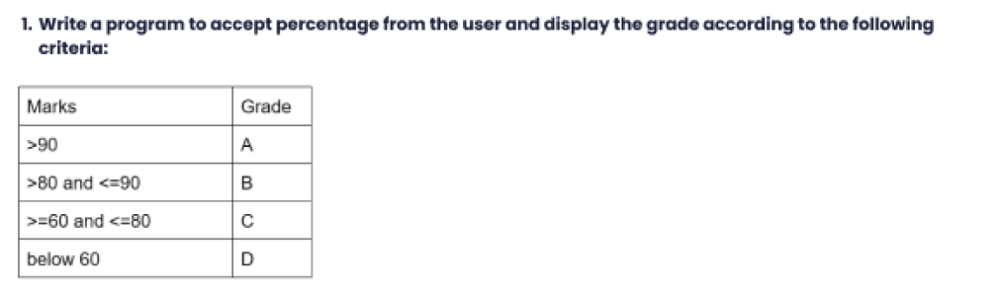 1. Write a program to accept percentage from the user and display the grade according to the following
criteria:
Marks Grade
>90 A
>80 and <=90 B
>=60 and <=80 C
below 60 D